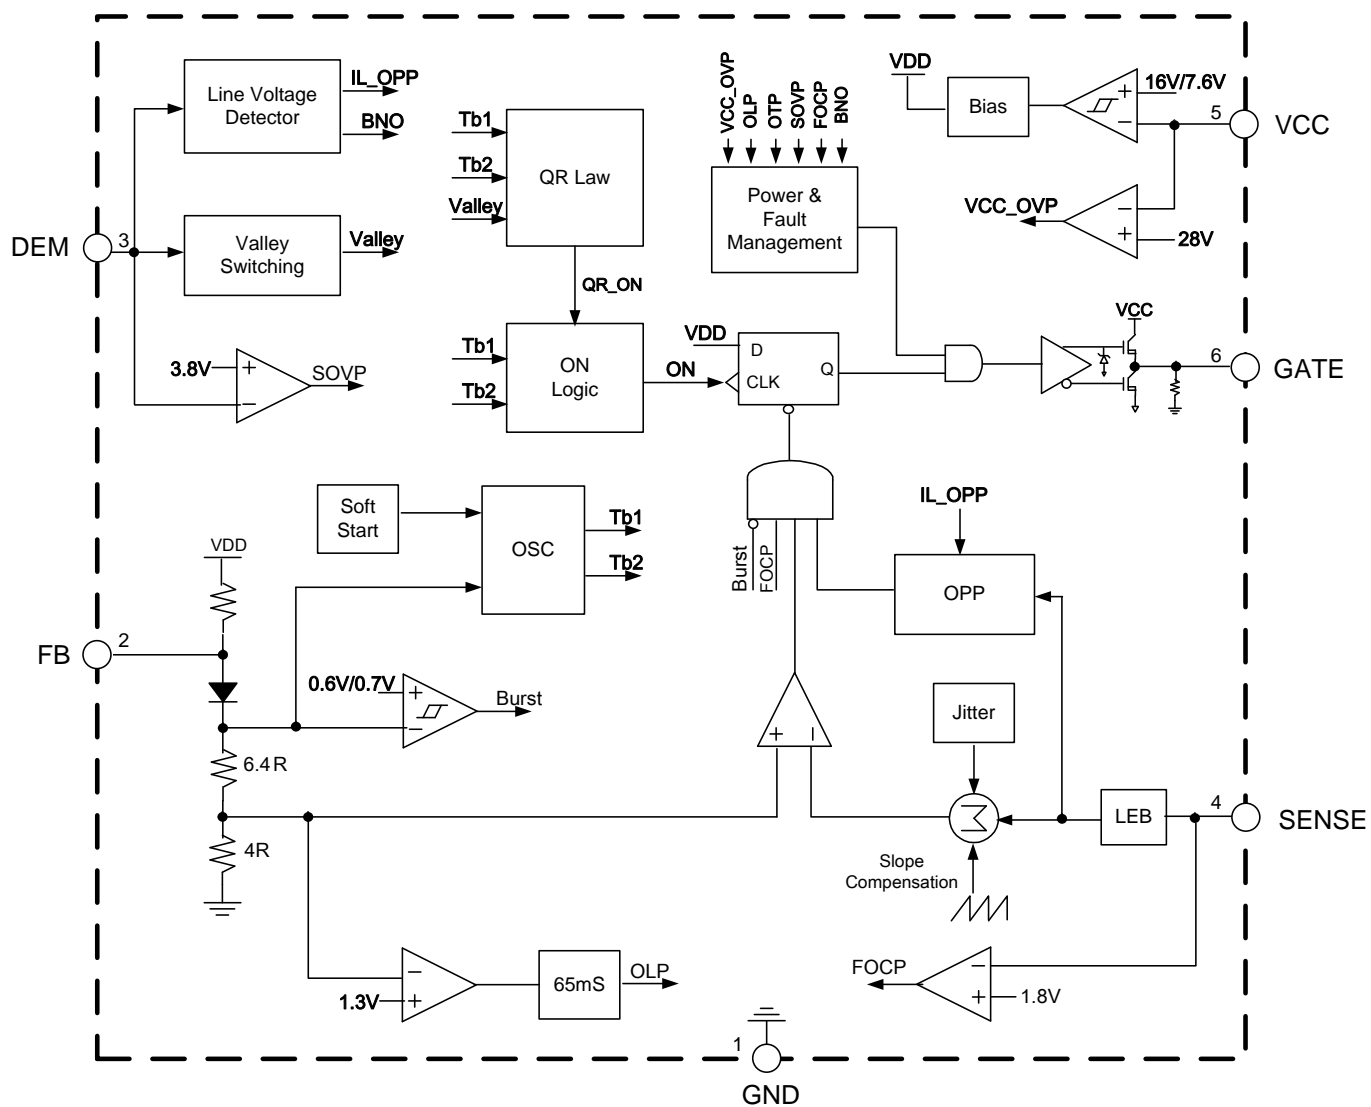 Line Voltage
Detector
IL_OPP
BNO
Tb1
Tb2
Valley
QR Law
VCC_OVP
OLP
OTP
SOVP
FOCP
BNO
Power &
Fault
Management
VDD
Bias
+
−
16V/7.6V
5
VCC
VCC_OVP
−
+
28V
DEM
3
Valley
Switching
Valley
QR_ON
3.8V
+
−
SOVP
Tb1
Tb2
ON
Logic
ON
VDD
D
CLK
Q
VCC
6
GATE
Soft
Start
OSC
Tb1
Tb2
VDD
Burst
FOCP
IL_OPP
OPP
FB
2
0.6V/0.7V
+
−
Burst
6.4R
4R
+
−
Jitter
Σ
LEB
4
SENSE
Slope
Compensation
−
1.3V
+
65mS
OLP
FOCP
−
+
1.8V
1
GND